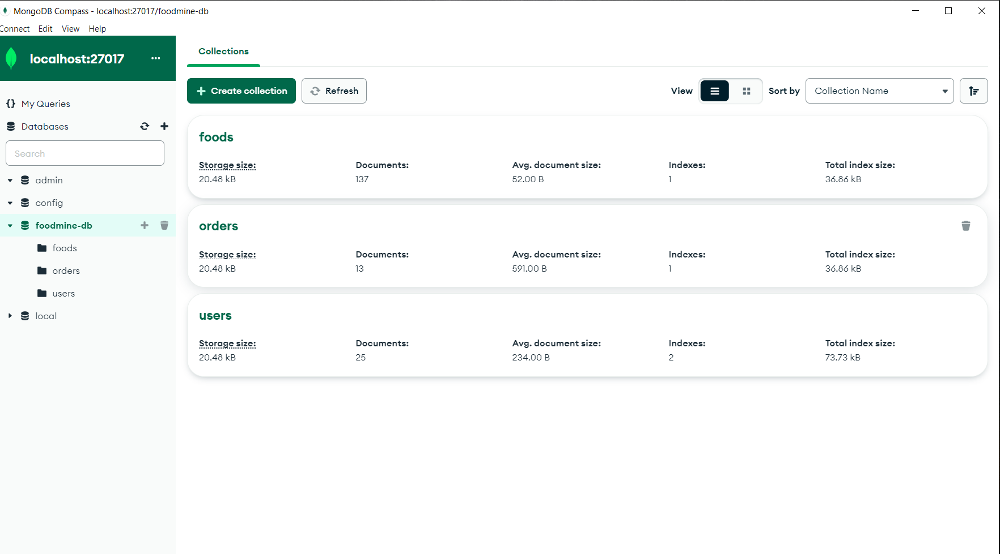 MongoDB Compass - localhost:27017/foodmine-db
Connect Edit View Help
localhost:27017 ...
Collections
Create collection Refresh View Sort by Collection Name
{} My Queries
Databases
Search
admin
config
foodmine-db
foods
orders
users
local
foods
Storage size: Documents: Avg. document size: Indexes: Total index size:
20.48 kB 137 52.00 B 1 36.86 kB
orders
Storage size: Documents: Avg. document size: Indexes: Total index size:
20.48 kB 13 591.00 B 1 36.86 kB
users
Storage size: Documents: Avg. document size: Indexes: Total index size:
20.48 kB 25 234.00 B 2 73.73 kB